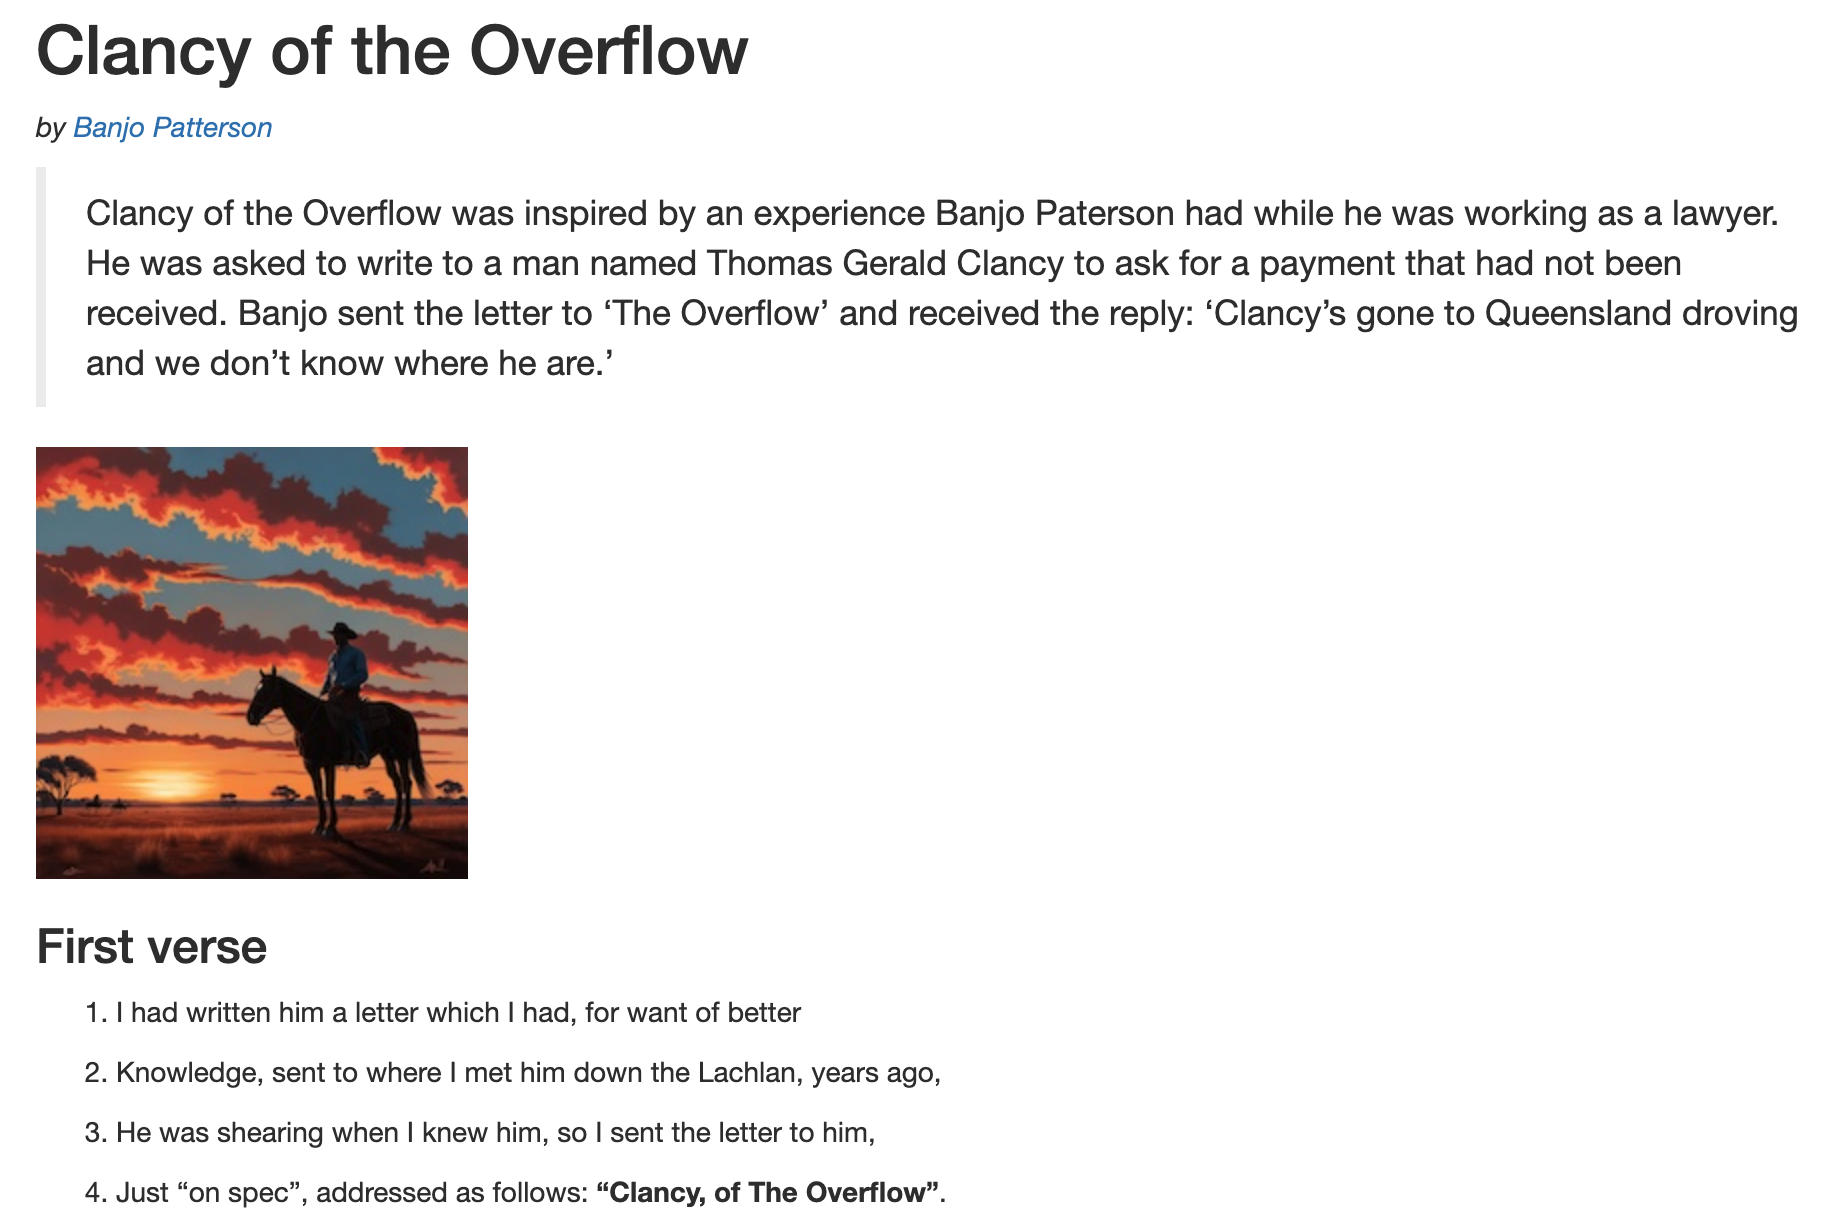 Clancy of the Overflow
by Banjo Patterson
Clancy of the Overflow was inspired by an experience Banjo Paterson had while he was working as a lawyer.
He was asked to write to a man named Thomas Gerald Clancy to ask for a payment that had not been
received. Banjo sent the letter to ‘The Overflow’ and received the reply: ‘Clancy’s gone to Queensland droving
and we don’t know where he are.’
First verse
1. I had written him a letter which I had, for want of better
2. Knowledge, sent to where I met him down the Lachlan, years ago,
3. He was shearing when I knew him, so I sent the letter to him,
4. Just “on spec”, addressed as follows: “Clancy, of The Overflow”.